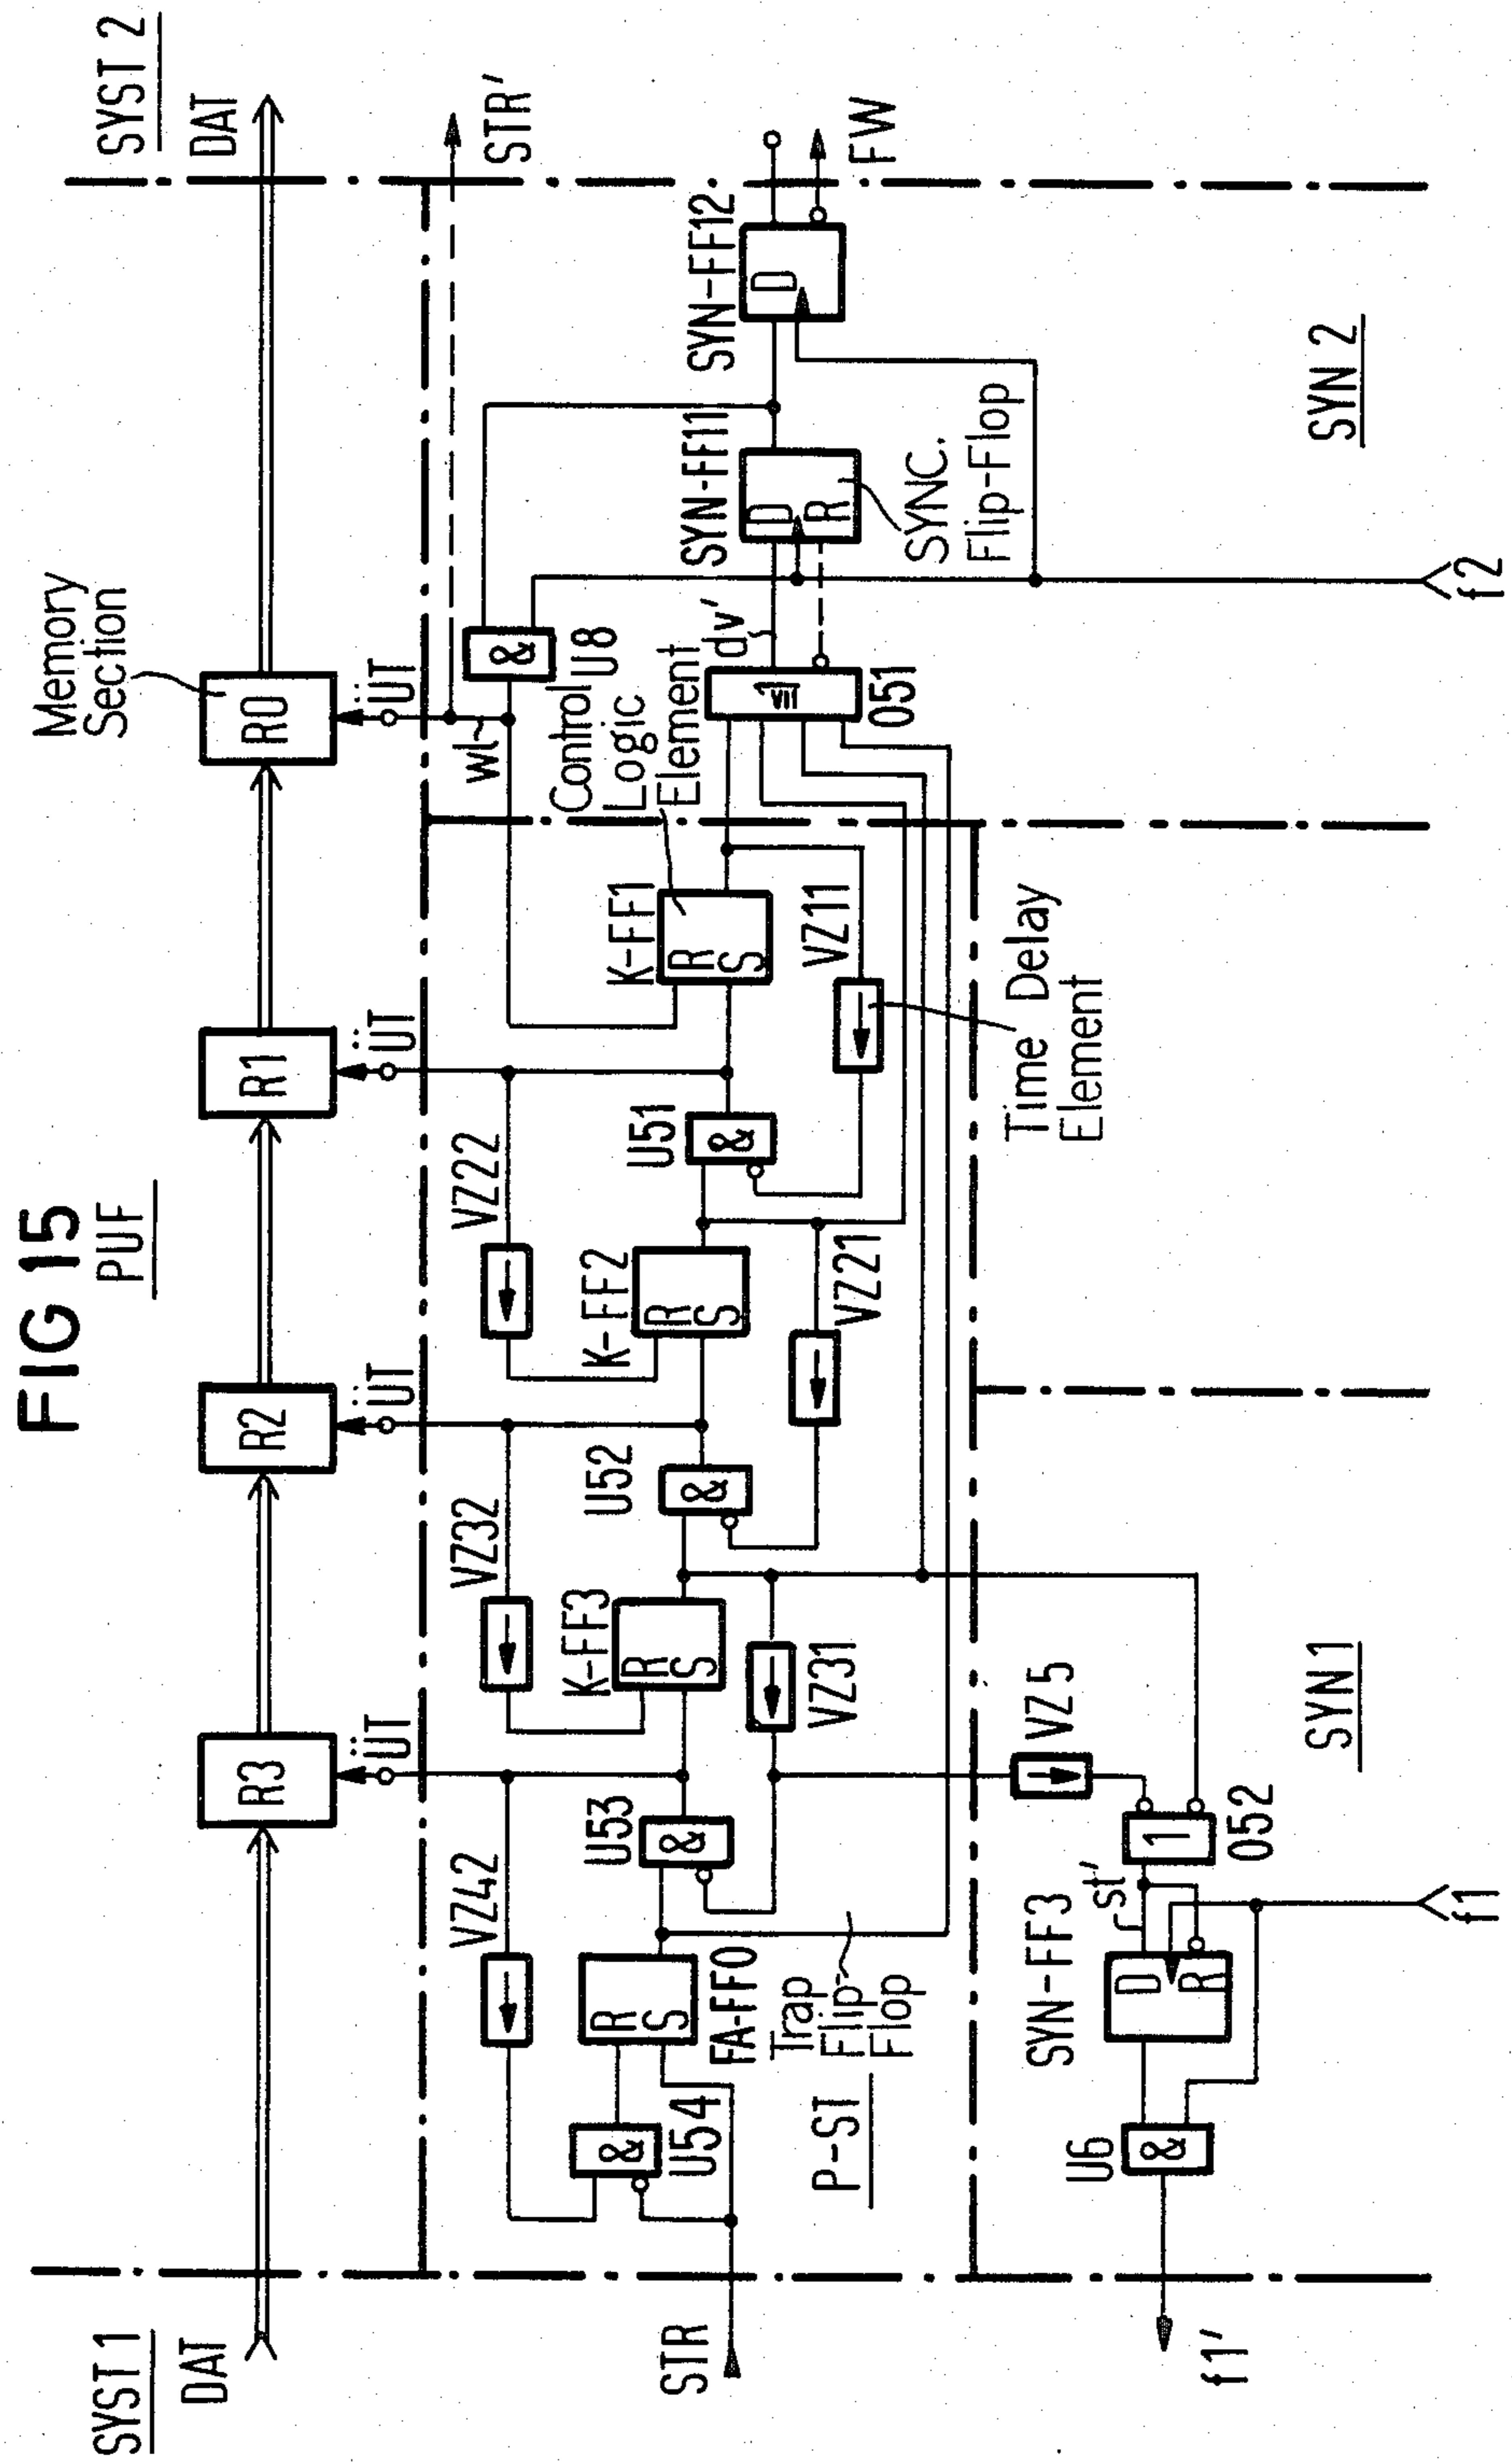 FIG 15
PUF
SYST 1
DAT
SYST 2
DAT
R3
R2
R1
R0
Memory
Section
ÜT
ÜT
ÜT
ÜT
STR'
wl
VZ42
VZ32
VZ22
U8
&
Control
Logic
Element
U54
&
U53
&
U52
&
U51
&
FA-FF0
R
S
K-FF3
R
S
K-FF2
R
S
K-FF1
R
S
Trap
Flip-
Flop
VZ31
VZ21
VZ11
Time Delay
Element
051
≥1
dv'
SYN-FF11
D
R
SYNC.
Flip-Flop
SYN-FF12
D
FW
STR
P-ST
VZ5
052
1
st'
SYN-FF3
D
R
U6
&
f1'
f1
SYN1
f2
SYN 2